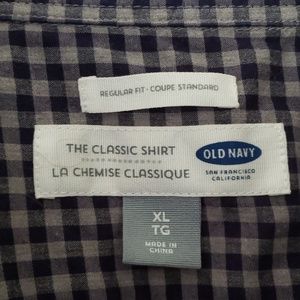 REGULAR FIT · COUPE STANDARD
THE CLASSIC SHIRT
LA CHEMISE CLASSIQUE
OLD NAVY
SAN FRANCISCO
CALIFORNIA
XL
TG
MADE IN
CHINA